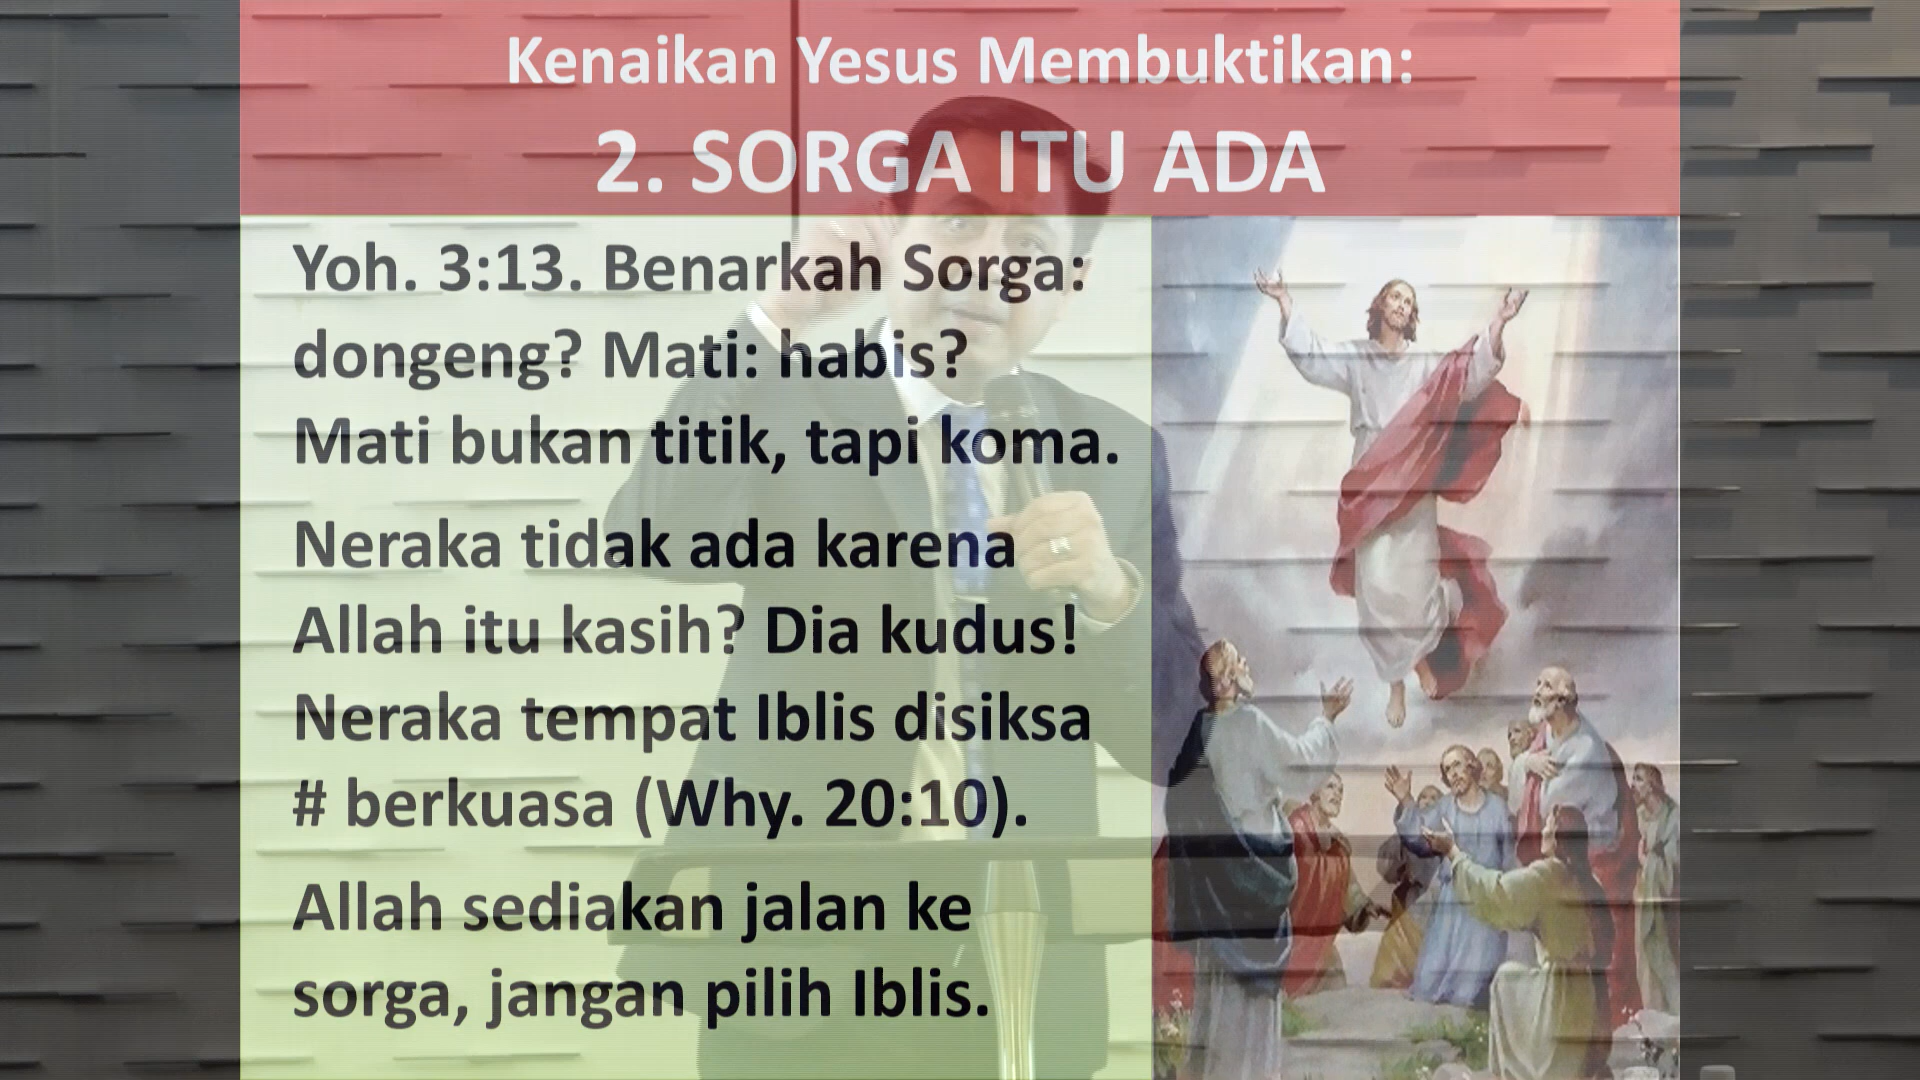 Kenaikan Yesus Membuktikan:
2. SORGA ITU ADA
Yoh. 3:13. Benarkah Sorga:
dongeng? Mati: habis?
Mati bukan titik, tapi koma.
Neraka tidak ada karena
Allah itu kasih? Dia kudus!
Neraka tempat Iblis disiksa
# berkuasa (Why. 20:10).
Allah sediakan jalan ke
sorga, jangan pilih Iblis.